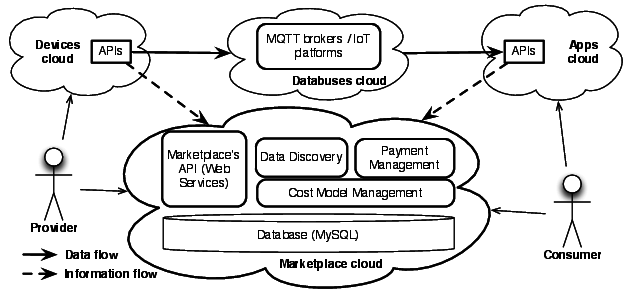 Devices
cloud
APIs
MQTT brokers / IoT
platforms
Databuses cloud
APIs
Apps
cloud
Marketplace's
API (Web
Services)
Data Discovery
Payment
Management
Cost Model Management
Database (MySQL)
Marketplace cloud
Provider
Consumer
Data flow
Information flow